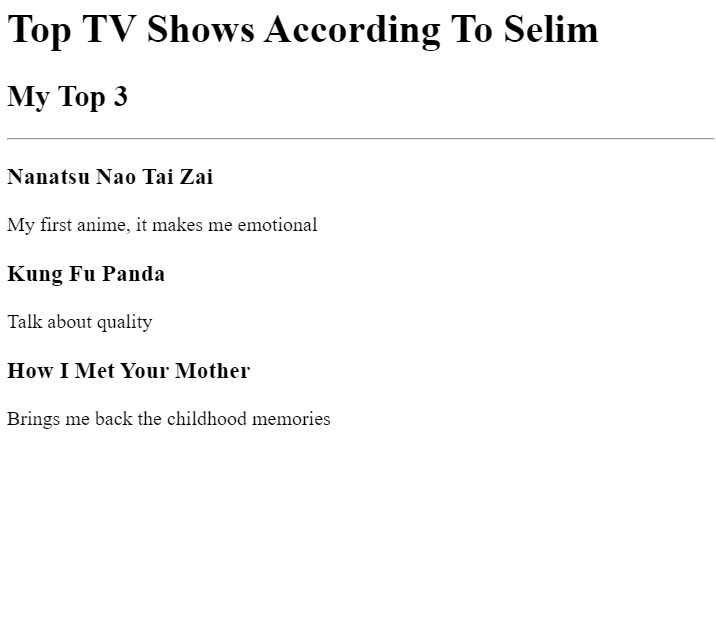 Top TV Shows According To Selim
My Top 3
Nanatsu Nao Tai Zai
My first anime, it makes me emotional
Kung Fu Panda
Talk about quality
How I Met Your Mother
Brings me back the childhood memories